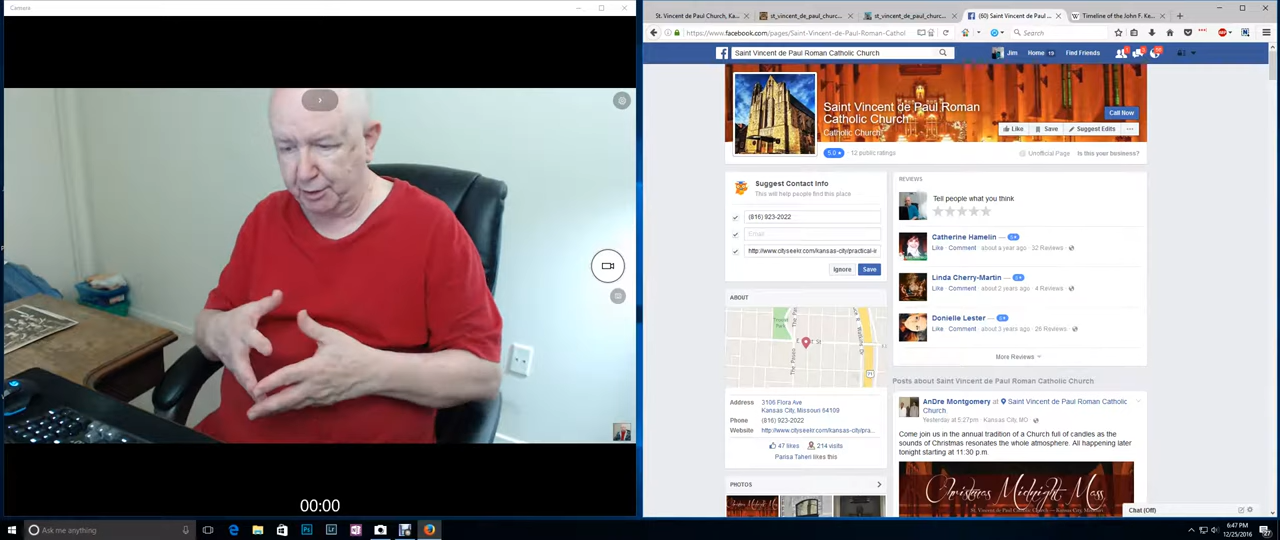 Camera
00:00
St. Vincent de Paul Church, Ka...
st_vincent_de_paul_churc...
st_vincent_de_paul_churc...
(60) Saint Vincent de Paul ...
Timeline of the John F. Ke...
https://www.facebook.com/pages/Saint-Vincent-de-Paul-Roman-Cathol
Search
Saint Vincent de Paul Roman Catholic Church
Jim
Home 13
Find Friends
Saint Vincent de Paul Roman
Catholic Church
Catholic Church
Call Now
Like
Save
Suggest Edits
5.0 ★
12 public ratings
Unofficial Page
Is this your business?
Suggest Contact Info
This will help people find this place
(816) 923-2022
Email
http://www.cityseekr.com/kansas-city/practical-ir
Ignore
Save
ABOUT
Address 3106 Flora Ave
Kansas City, Missouri 64109
Phone (816) 923-2022
Website http://www.cityseekr.com/kansas-city/prac...
47 likes 214 visits
Parisa Taheri likes this
PHOTOS
REVIEWS
Tell people what you think
Catherine Hamelin —
Like · Comment · about a year ago · 32 Reviews ·
Linda Cherry-Martin —
Like · Comment · about 2 years ago · 4 Reviews ·
Donielle Lester —
Like · Comment · about 3 years ago · 26 Reviews ·
More Reviews
Posts about Saint Vincent de Paul Roman Catholic Church
AnDre Montgomery at Saint Vincent de Paul Roman Catholic
Church
Yesterday at 5:27pm · Kansas City, MO ·
Come join us in the annual tradition of a Church full of candles as the
sounds of Christmas resonates the whole atmosphere. All happening later
tonight starting at 11:30 p.m
Christmas Midnight Mass
Chat (Off)
Ask me anything
6:47 PM
12/25/2016